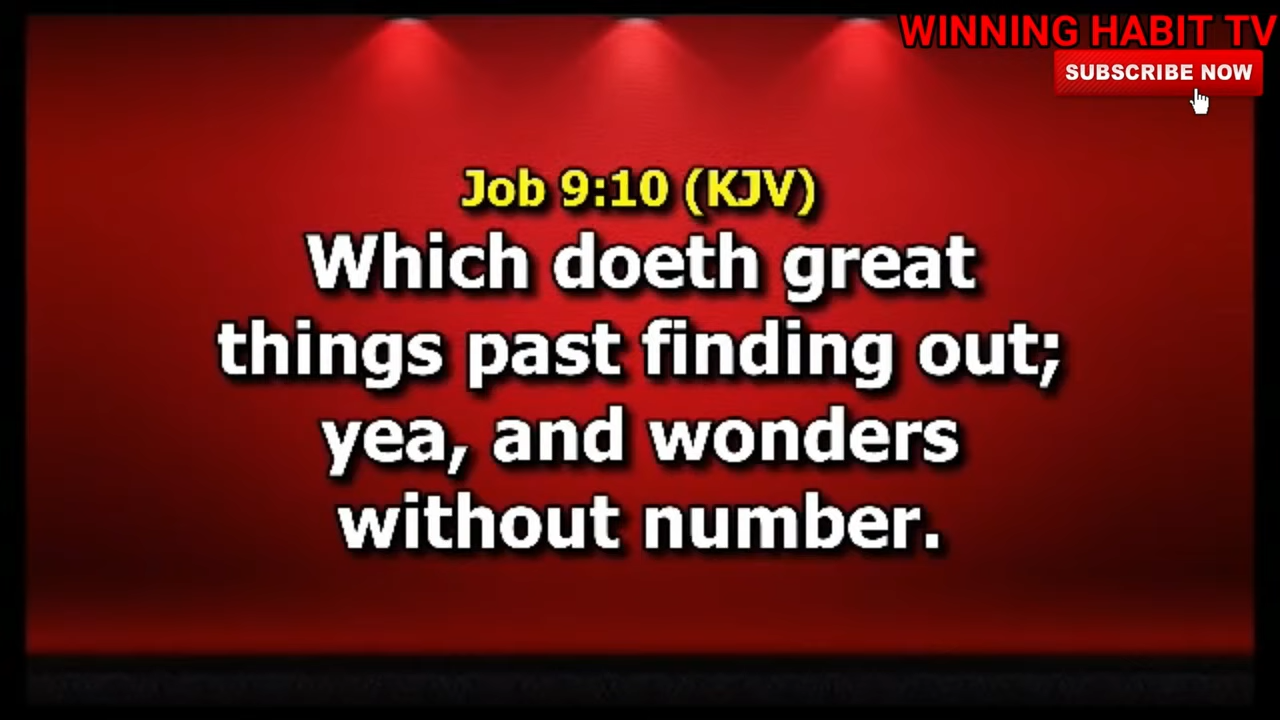 WINNING HABIT TV
SUBSCRIBE NOW
Job 9:10 (KJV)
Which doeth great
things past finding out;
yea, and wonders
without number.